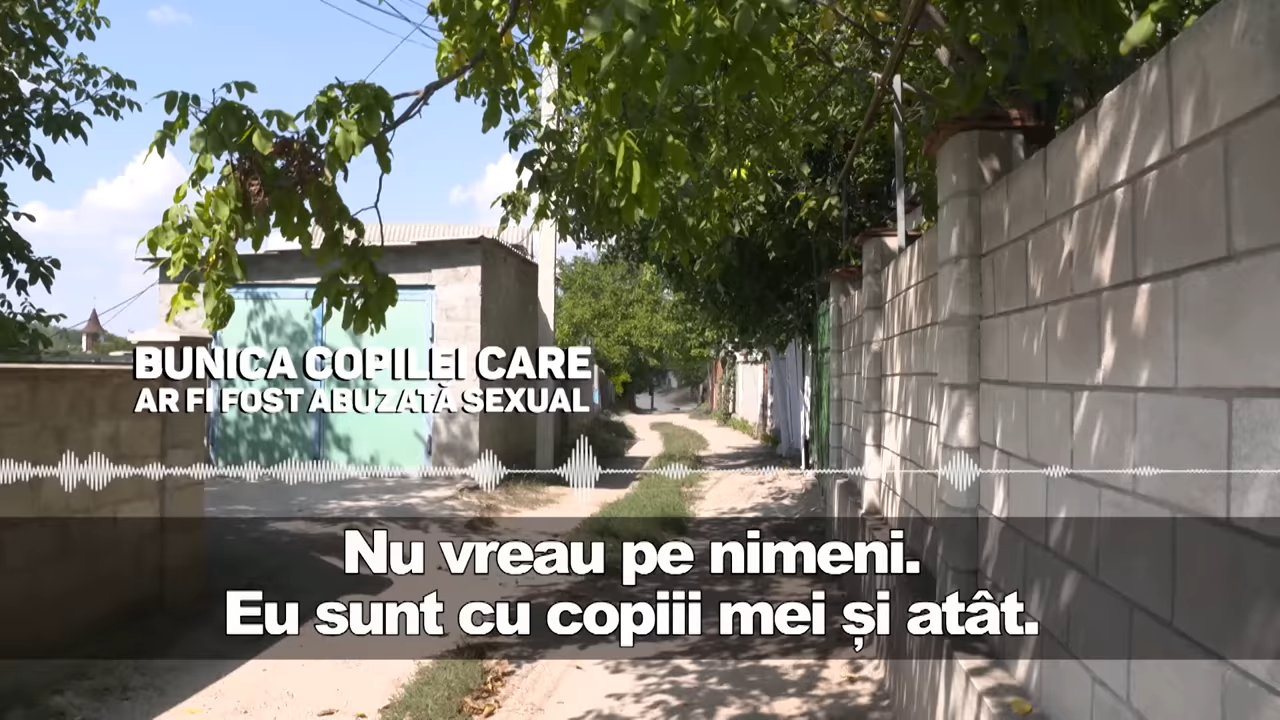 BUNICA COPILEI CARE
AR FI FOST ABUZATĂ SEXUAL
Nu vreau pe nimeni.
Eu sunt cu copiii mei și atât.